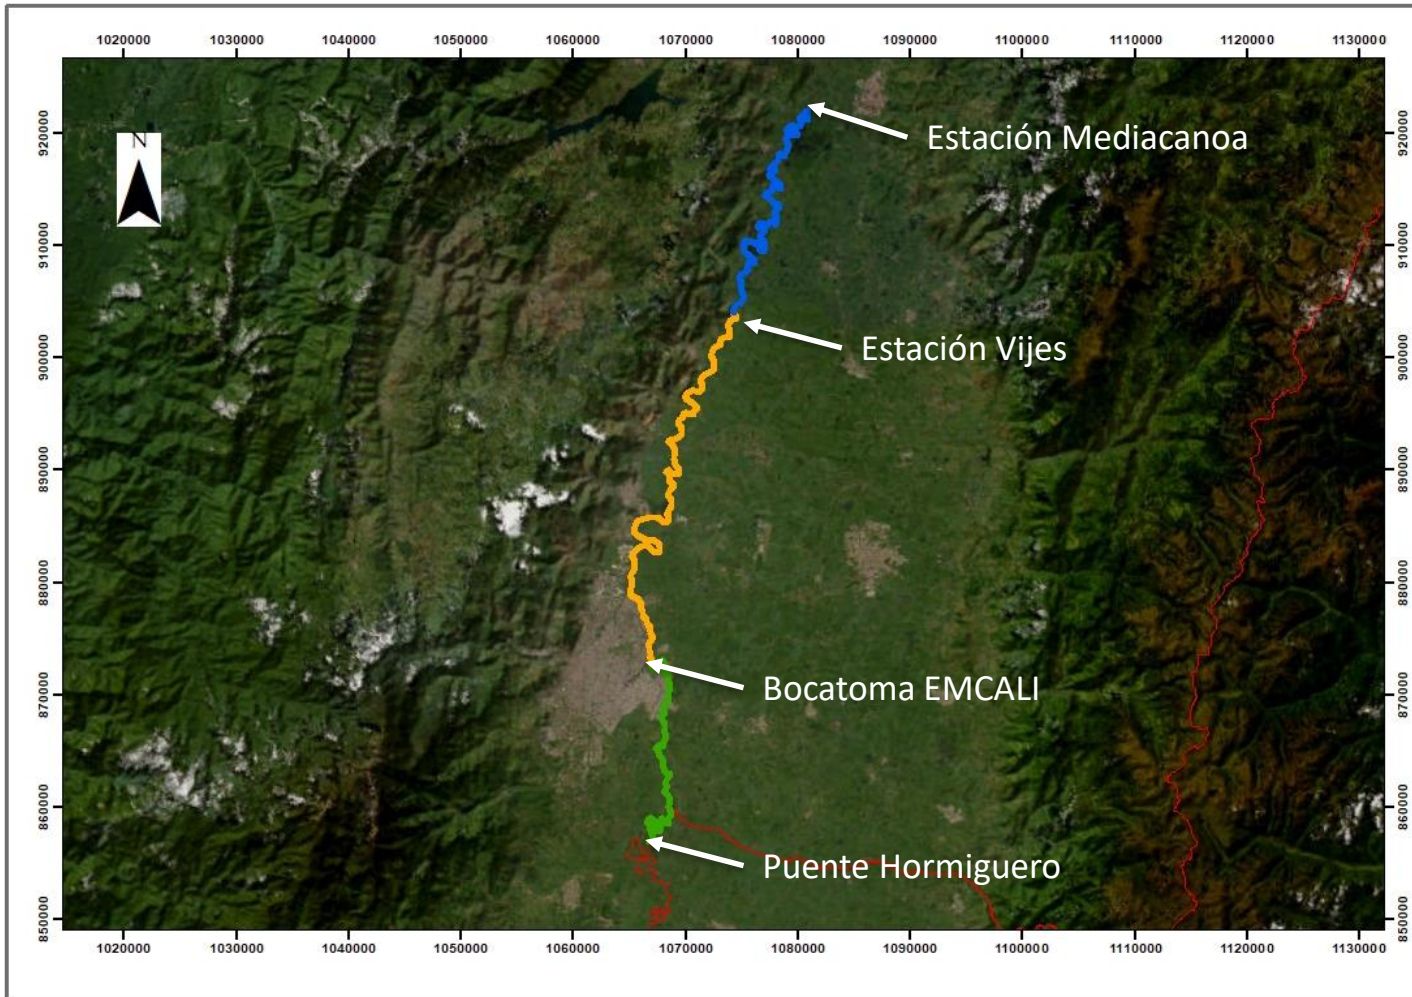 1020000 1030000 1040000 1050000 1060000 1070000 1080000 1090000 1100000 1110000 1120000 1130000
N
920000 920000
Estación Mediacanoa
910000 910000
Estación Vijes
900000 900000
890000 890000
880000 880000
Bocatoma EMCALI
870000 870000
860000 860000
Puente Hormiguero
850000 850000
1020000 1030000 1040000 1050000 1060000 1070000 1080000 1090000 1100000 1110000 1120000 1130000